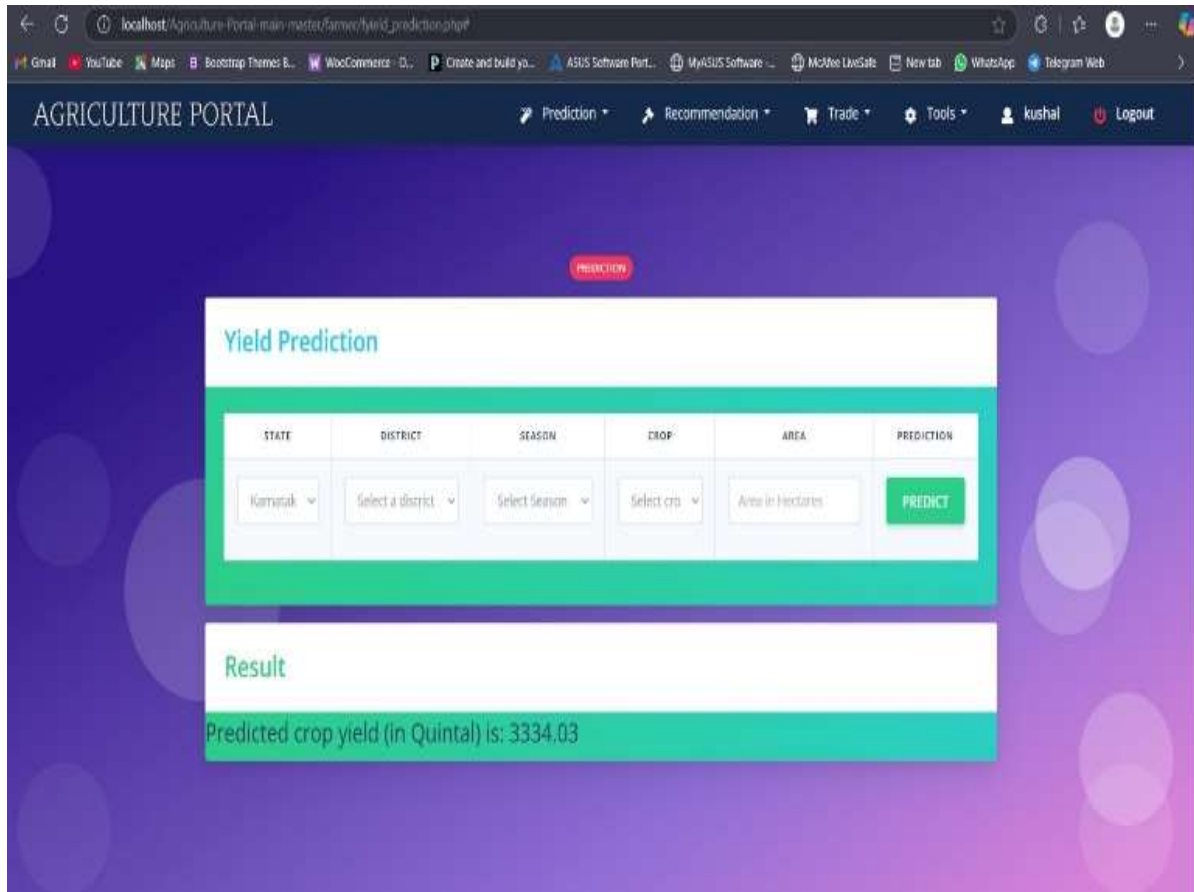 localhost/Agriculture-Portal-main-master/farmer/fyield_prediction.php#
Gmail YouTube Maps Bootstrap Themes B... WooCommerce - D... Create and build yo... ASUS Software Port... MyASUS Software -... McAfee LiveSafe New tab WhatsApp Telegram Web
AGRICULTURE PORTAL Prediction Recommendation Trade Tools kushal Logout
PREDICTION
Yield Prediction
STATE DISTRICT SEASON CROP AREA PREDICTION
Karnatak Select a district Select Season Select cro Area in Hectares PREDICT
Result
Predicted crop yield (in Quintal) is: 3334.03